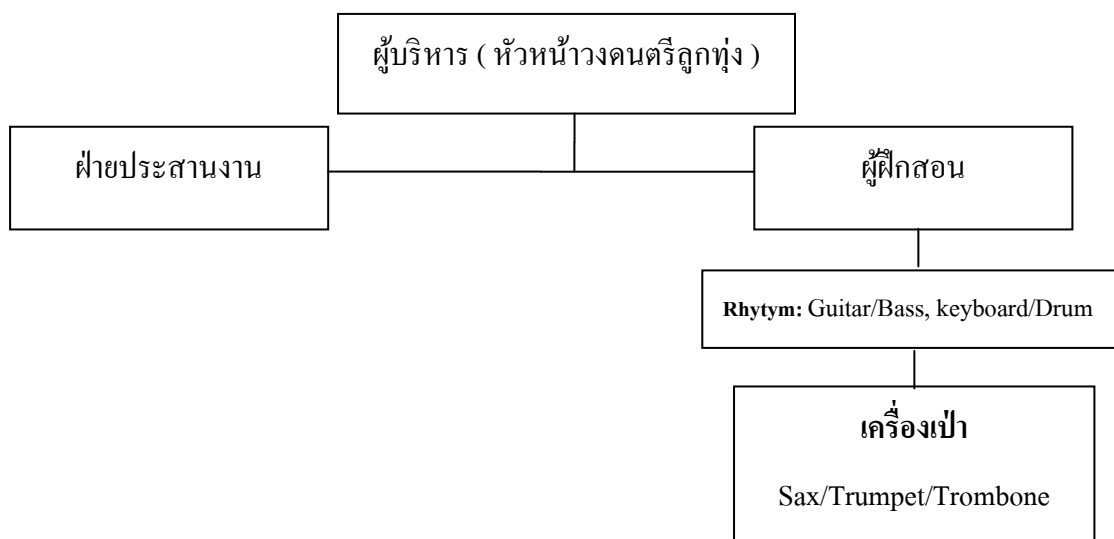 ผู้บริหาร ( หัวหน้าวงดนตรีลูกทุ่ง )
ฝ่ายประสานงาน
ผู้ฝึกสอน
Rhytym: Guitar/Bass, keyboard/Drum
เครื่องเป่า
Sax/Trumpet/Trombone